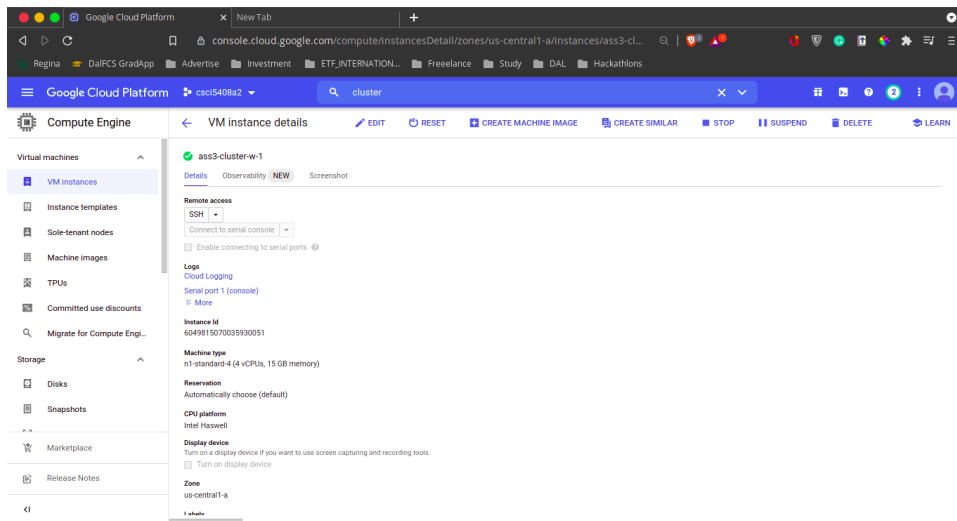 Google Cloud Platform
New Tab
console.cloud.google.com/compute/instancesDetail/zones/us-central1-a/instances/ass3-cl...
Regina DalFCS GradApp Advertise Investment ETF,INTERNATION... Freeelance Study DAL Hackathlons
Google Cloud Platform csci5408a2 cluster 2
Compute Engine
VM instance details EDIT RESET CREATE MACHINE IMAGE CREATE SIMILAR STOP SUSPEND DELETE LEARN
Virtual machines
VM instances
Instance templates
Sole-tenant nodes
Machine images
TPUs
Committed use discounts
Migrate for Compute Engi...
Storage
Disks
Snapshots
Marketplace
Release Notes
ass3-cluster-w-1
Details Observability NEW Screenshot
Remote access
SSH
Connect to serial console
Enable connecting to serial ports
Logs
Cloud Logging
Serial port 1 (console)
More
Instance Id
6049815070035930051
Machine type
n1-standard-4 (4 vCPUs, 15 GB memory)
Reservation
Automatically choose (default)
CPU platform
Intel Haswell
Display device
Turn on a display device if you want to use screen capturing and recording tools.
Turn on display device
Zone
us-central1-a
Labels